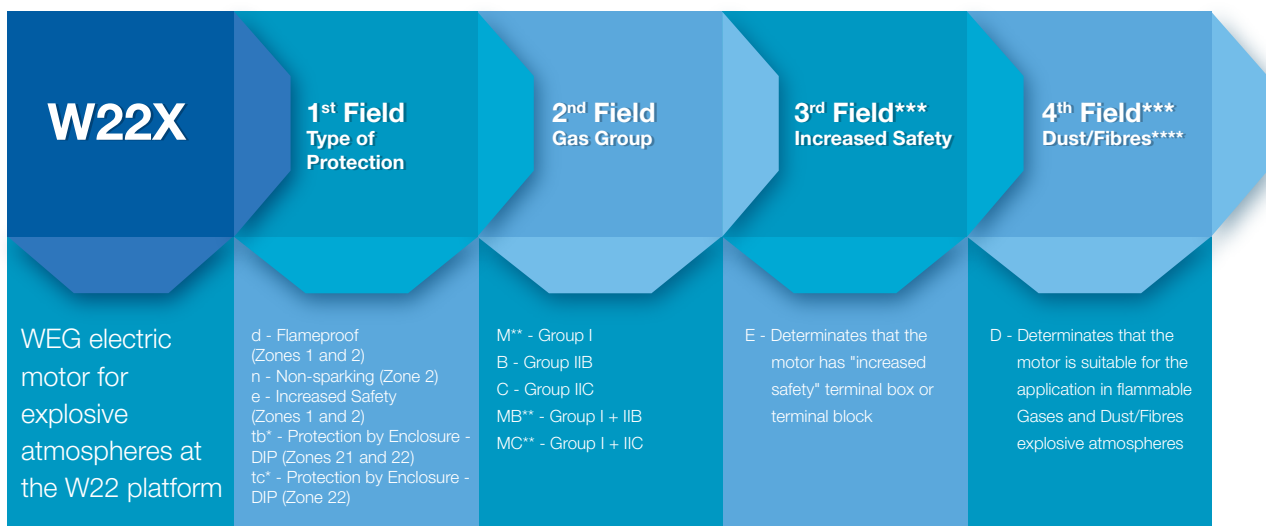 W22X
1st Field
Type of
Protection
2nd Field
Gas Group
3rd Field***
Increased Safety
4th Field***
Dust/Fibres****
WEG electric
motor for
explosive
atmospheres at
the W22 platform
d - Flameproof
(Zones 1 and 2)
n - Non-sparking (Zone 2)
e - Increased Safety
(Zones 1 and 2)
tb* - Protection by Enclosure -
DIP (Zones 21 and 22)
tc* - Protection by Enclosure -
DIP (Zone 22)
M** - Group I
B - Group IIB
C - Group IIC
MB** - Group I + IIB
MC** - Group I + IIC
E - Determinates that the
motor has "increased
safety" terminal box or
terminal block
D - Determinates that the
motor is suitable for the
application in flammable
Gases and Dust/Fibres
explosive atmospheres